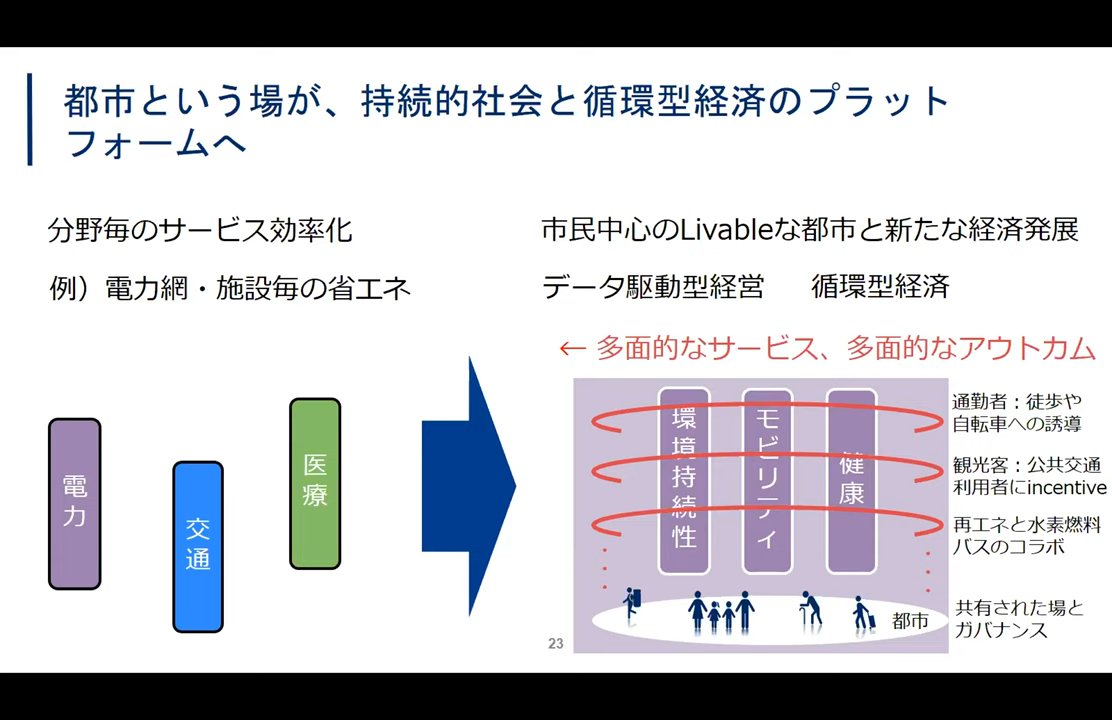 都市という場が、持続的社会と循環型経済のプラット
フォームへ
分野毎のサービス効率化
例）電力網・施設毎の省エネ
電力
交通
医療
市民中心のLivableな都市と新たな経済発展
データ駆動型経営 循環型経済
← 多面的なサービス、多面的なアウトカム
環境持続性
モビリティ
健康
通勤者：徒歩や
自転車への誘導
観光客：公共交通
利用者にincentive
再エネと水素燃料
バスのコラボ
都市
共有された場と
ガバナンス
23